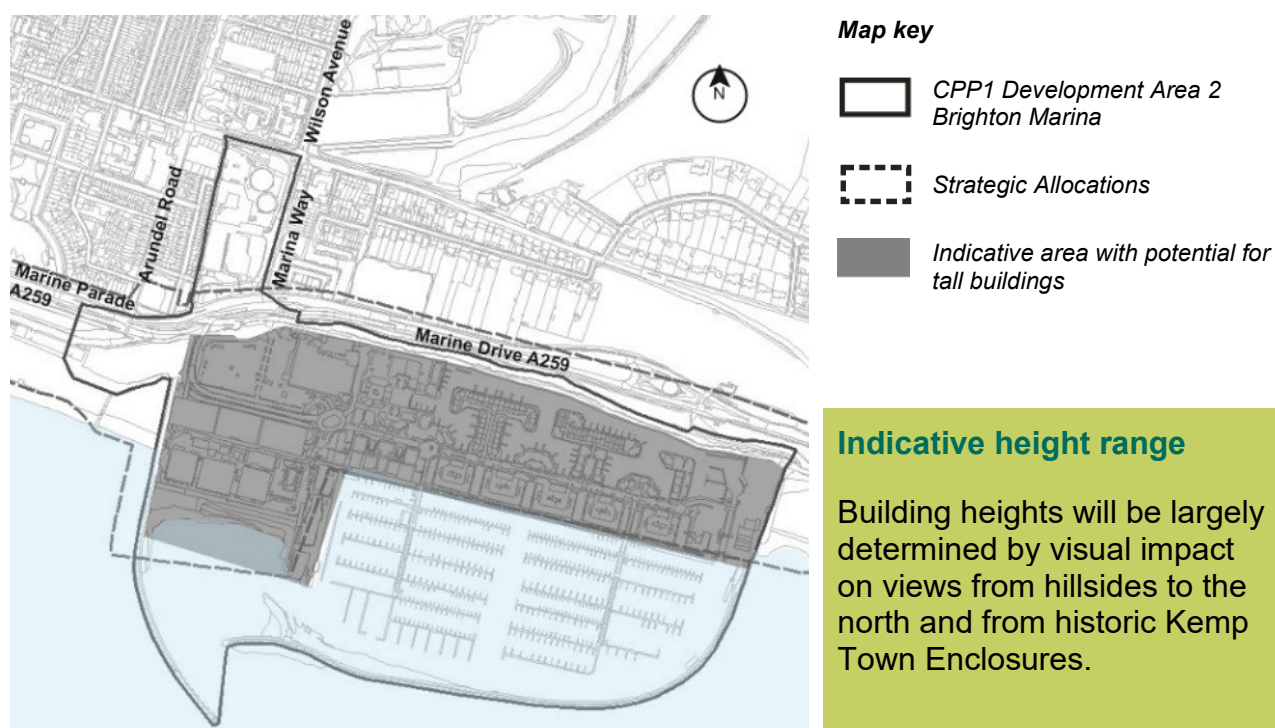 Wilson Avenue
N
Arundel Road
Marina Way
Marine Parade
A259
Marine Drive A259
Map key
CPP1 Development Area 2
Brighton Marina
Strategic Allocations
Indicative area with potential for
tall buildings
Indicative height range
Building heights will be largely
determined by visual impact
on views from hillsides to the
north and from historic Kemp
Town Enclosures.